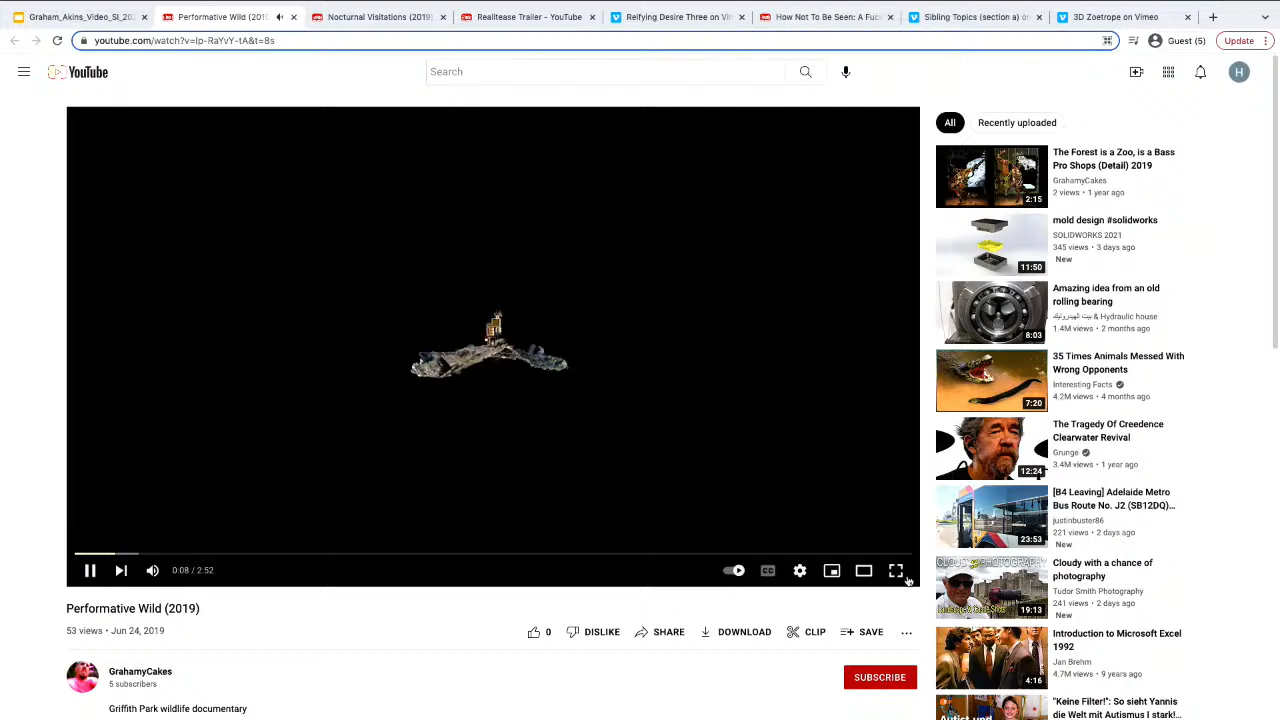 Graham_Akins_Video_SI_202
Performative Wild (2019)
Nocturnal Visitations (2019)
Realitease Trailer - YouTube
Reifying Desire Three on Vim
How Not To Be Seen: A Fuc
Sibling Topics (section a) o
3D Zoetrope on Vimeo
youtube.com/watch?v=Ip-RaYvY-tA&t=8s
Guest (5)
Update
YouTube
Search
H
All
Recently uploaded
The Forest is a Zoo, is a Bass
Pro Shops (Detail) 2019
GrahamyCakes
2 views • 1 year ago
2:15
mold design #solidworks
SOLIDWORKS 2021
345 views • 3 days ago
New
11:50
Amazing idea from an old
rolling bearing
بيت الهيدروليك & Hydraulic house
1.4M views • 2 months ago
8:03
35 Times Animals Messed With
Wrong Opponents
Interesting Facts
4.2M views • 4 months ago
7:20
The Tragedy Of Creedence
Clearwater Revival
Grunge
3.4M views • 1 year ago
12:24
[B4 Leaving] Adelaide Metro
Bus Route No. J2 (SB12DQ)...
justinbuster86
221 views • 2 days ago
New
23:53
Cloudy with a chance of
photography
Tudor Smith Photography
241 views • 2 days ago
New
19:13
Introduction to Microsoft Excel
1992
Jan Brehm
4.7M views • 9 years ago
4:16
"Keine Filter!": So sieht Yannis
die Welt mit Autismus I stark!...
Autist und
0:08 / 2:52
CC
Performative Wild (2019)
53 views • Jun 24, 2019
0
DISLIKE
SHARE
DOWNLOAD
CLIP
SAVE
GrahamyCakes
5 subscribers
SUBSCRIBE
Griffith Park wildlife documentary